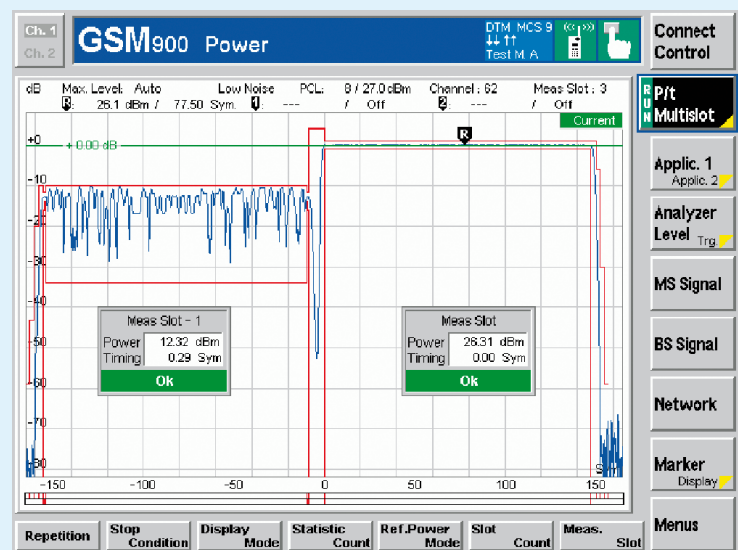 Ch. 1
Ch. 2
GSM900 Power
DTM MCS 9
Test M. A
Connect
Control
dB Max. Level: Auto Low Noise PCL: 8 / 27.0 dBm Channel : 62 Meas Slot : 3
R: 26.1 dBm / 77.50 Sym. 1: --- / Off 2: --- / Off
Current
RUN
P/t
Multislot
+0
+ 0.00 dB
R
-10
-20
-30
-40
-50
-60
-70
-80
Applic. 1
Applic. 2
Analyzer
Level Trg.
MS Signal
BS Signal
Network
Marker
Display
Menus
Meas Slot - 1
Power 12.32 dBm
Timing 0.29 Sym
Ok
Meas Slot
Power 26.31 dBm
Timing 0.00 Sym
Ok
-150 -100 -50 0 50 100 150
Repetition
Stop
Condition
Display
Mode
Statistic
Count
Ref.Power
Mode
Slot
Count
Meas.
Slot